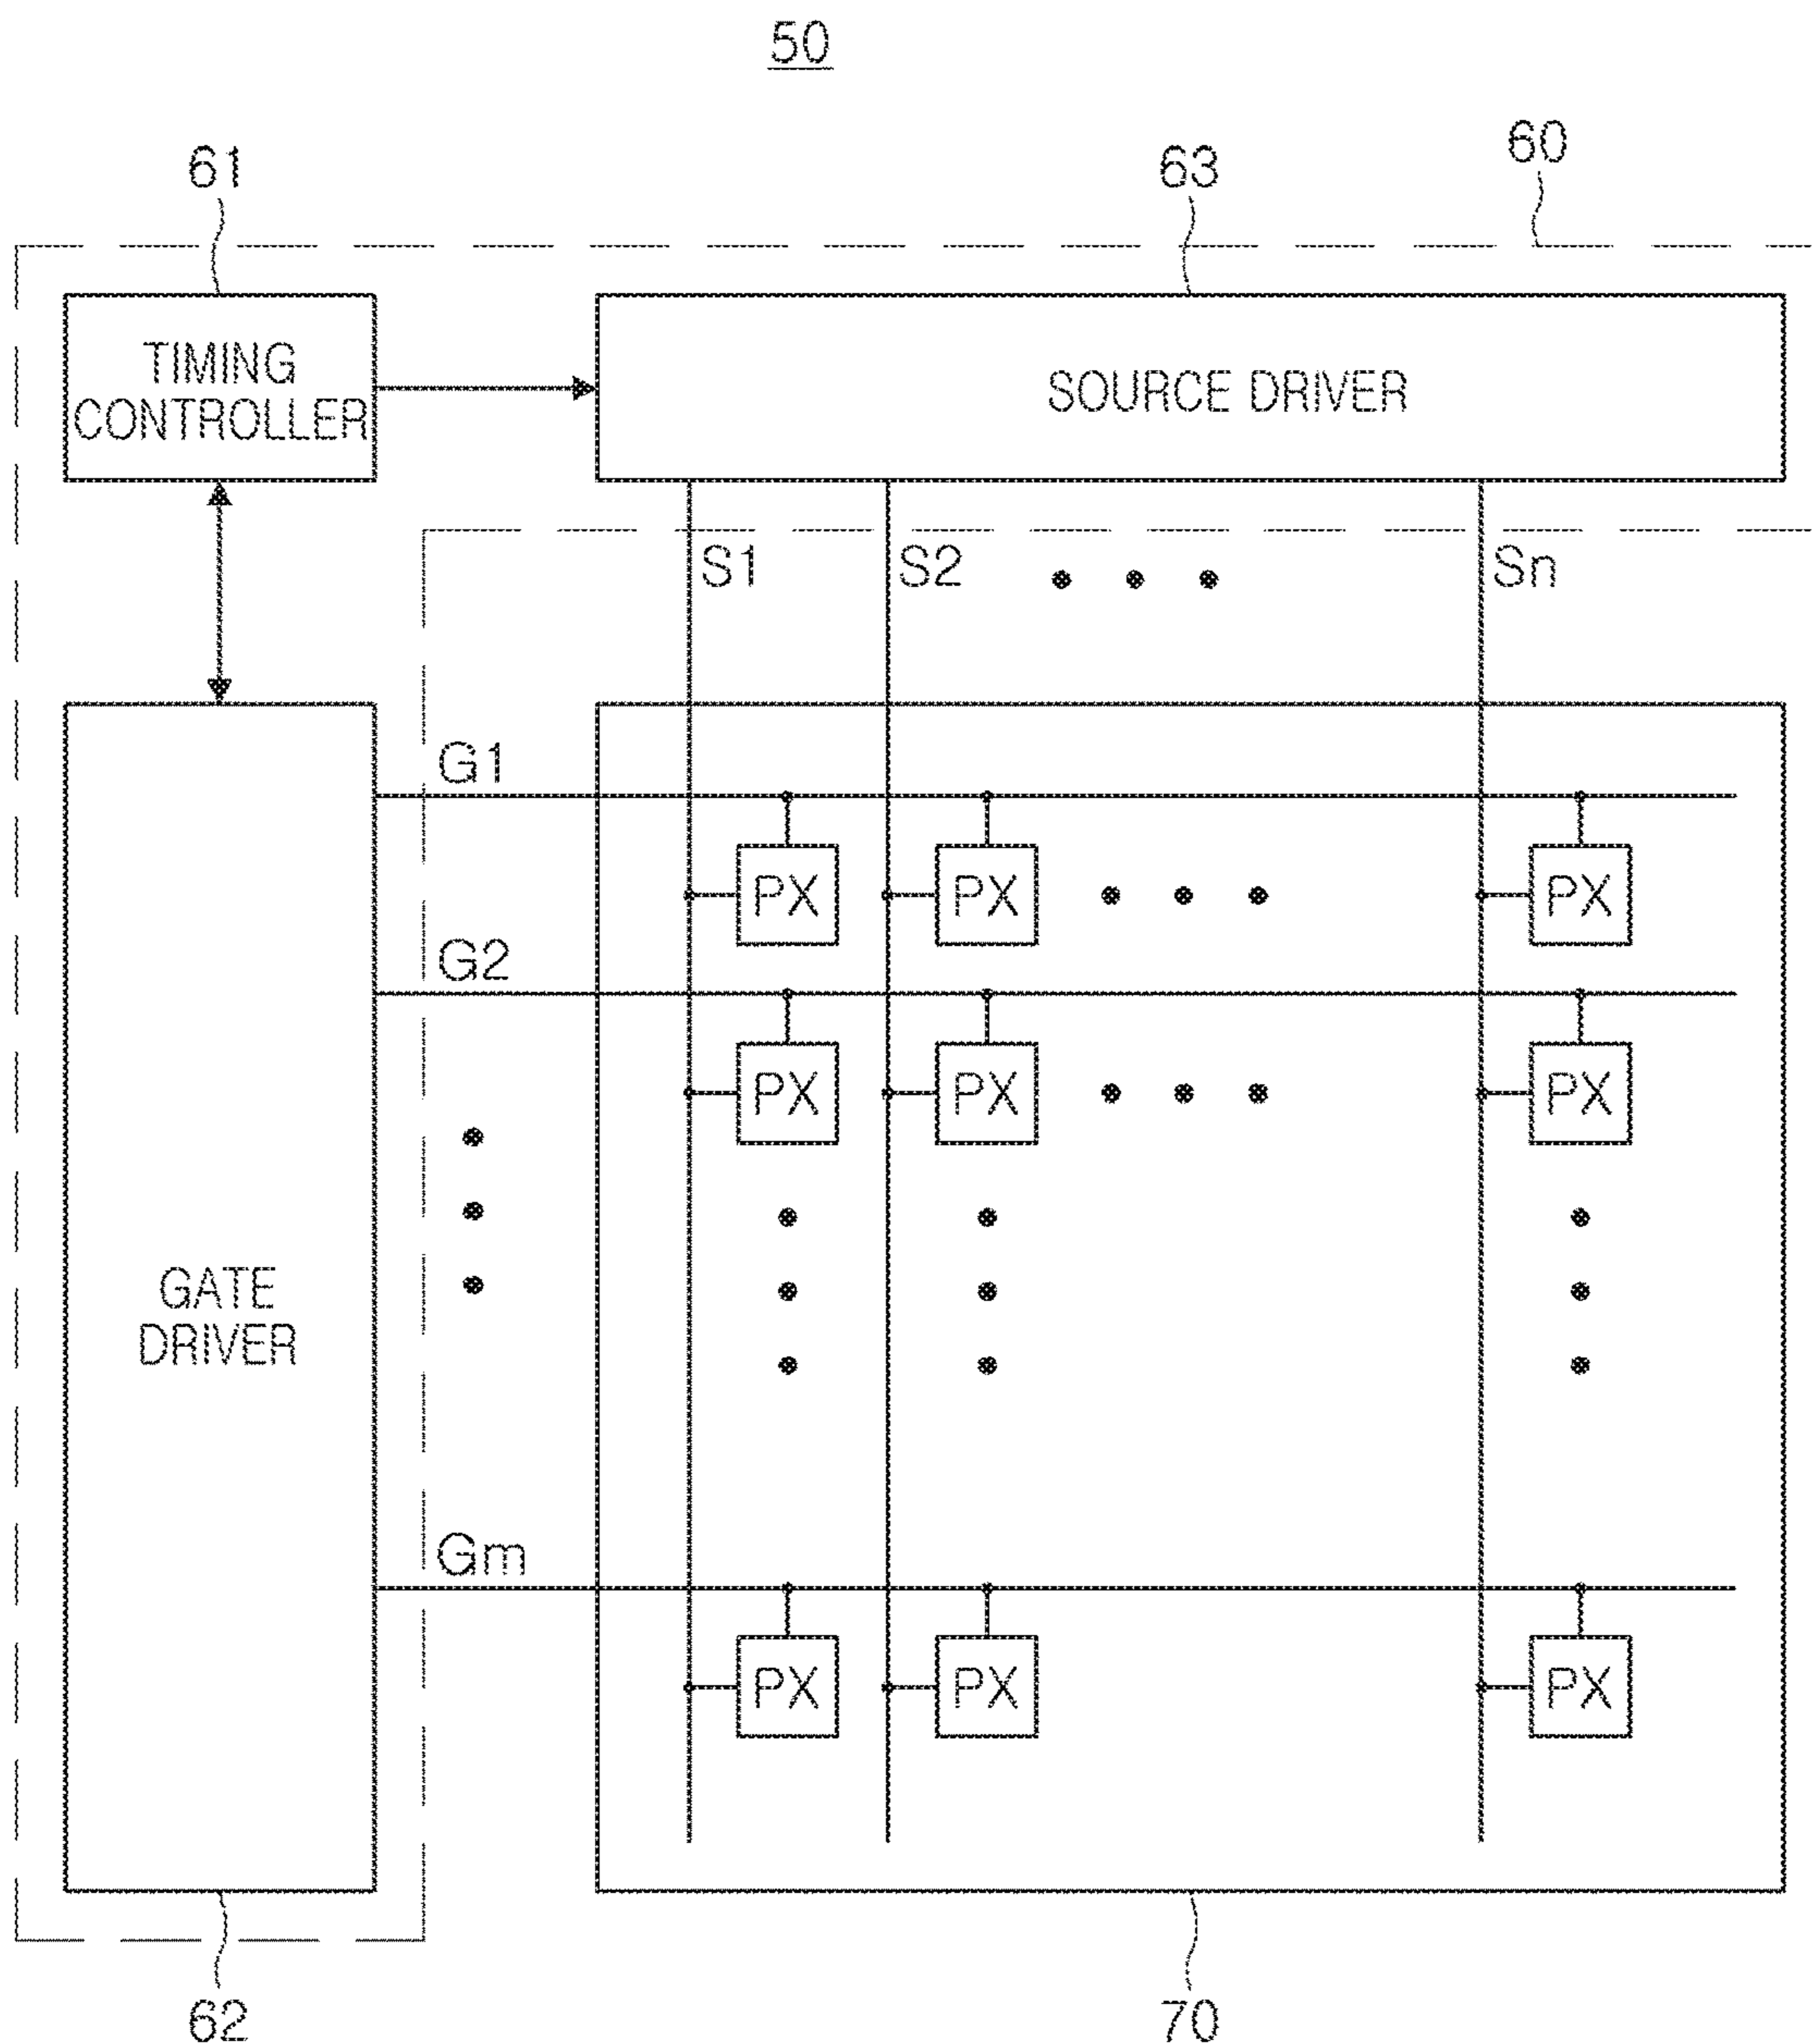 50
61
63
60
TIMING
CONTROLLER
SOURCE DRIVER
S1
S2
Sn
G1
PX
PX
PX
G2
PX
PX
PX
GATE
DRIVER
Gm
PX
PX
PX
62
70